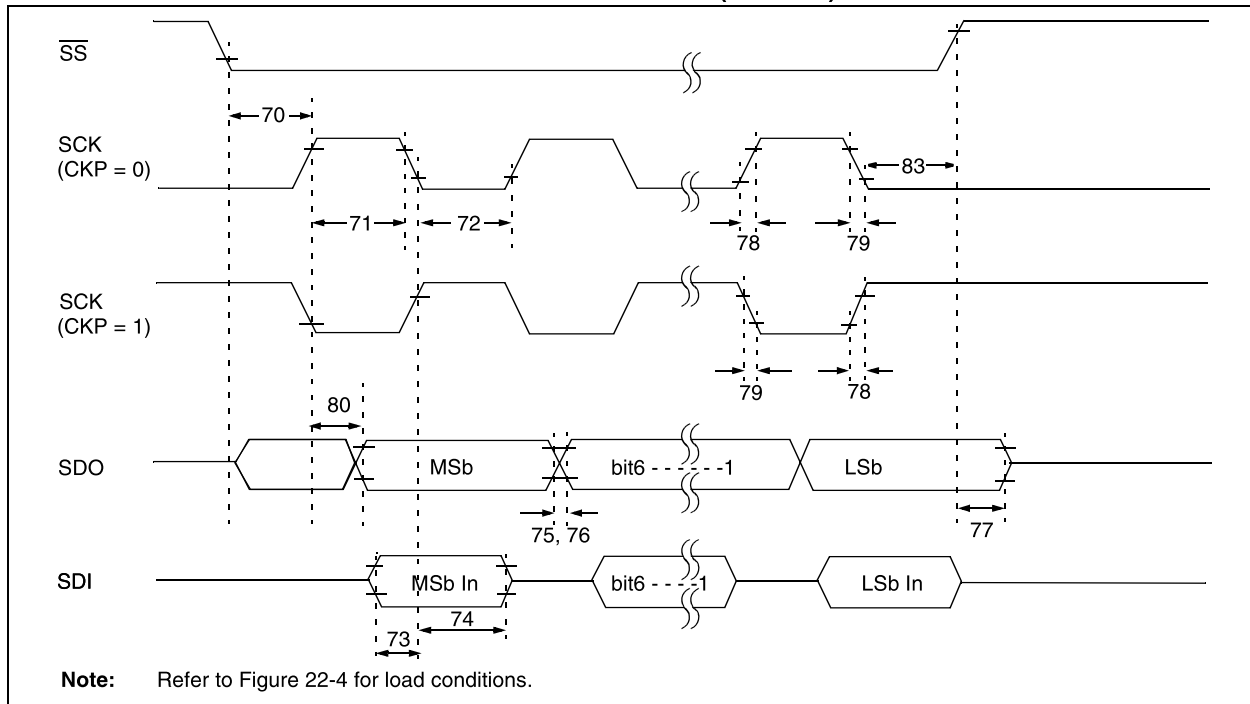 SS
70
SCK
(CKP = 0)
83
71
72
78
79
SCK
(CKP = 1)
79
78
80
SDO
MSb
bit6 - - - - - - -1
LSb
75, 76
77
SDI
MSb In
bit6 - - - - -1
LSb In
74
73
Note: Refer to Figure 22-4 for load conditions.